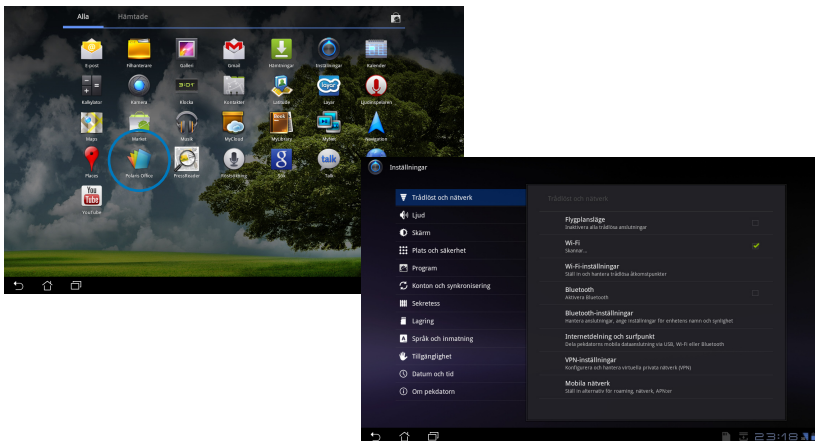 Alla Hämtade
E-post Filhanterare Galleri Gmail Hämtningar Inställningar Kalender
Kalkylator Kamera Klocka Kontakter Latitude Layar Ljudinspelaren
Maps Market Musik MyCloud MyLibrary MyNet Navigation
Places Polaris Office PressReader Röstsökning Sök Talk
YouTube
Inställningar
Trådlöst och nätverk
Ljud
Skärm
Plats och säkerhet
Program
Konton och synkronisering
Sekretess
Lagring
Språk och inmatning
Tillgänglighet
Datum och tid
Om pekdatorn
Trådlöst och nätverk
Flygplansläge
Inaktivera alla trådlösa anslutningar
Wi-Fi
Skannar...
Wi-Fi-inställningar
Ställ in och hantera trådlösa åtkomstpunkter
Bluetooth
Aktivera Bluetooth
Bluetooth-inställningar
Hantera anslutningar, ange inställningar för enhetens namn och synlighet
Internetdelning och surfpunkt
Dela pekdatorns mobila dataanslutning via USB, Wi-Fi eller Bluetooth
VPN-inställningar
Konfigurera och hantera virtuella privata nätverk (VPN)
Mobila nätverk
Ställ in alternativ för roaming, nätverk, APN:er
23:18